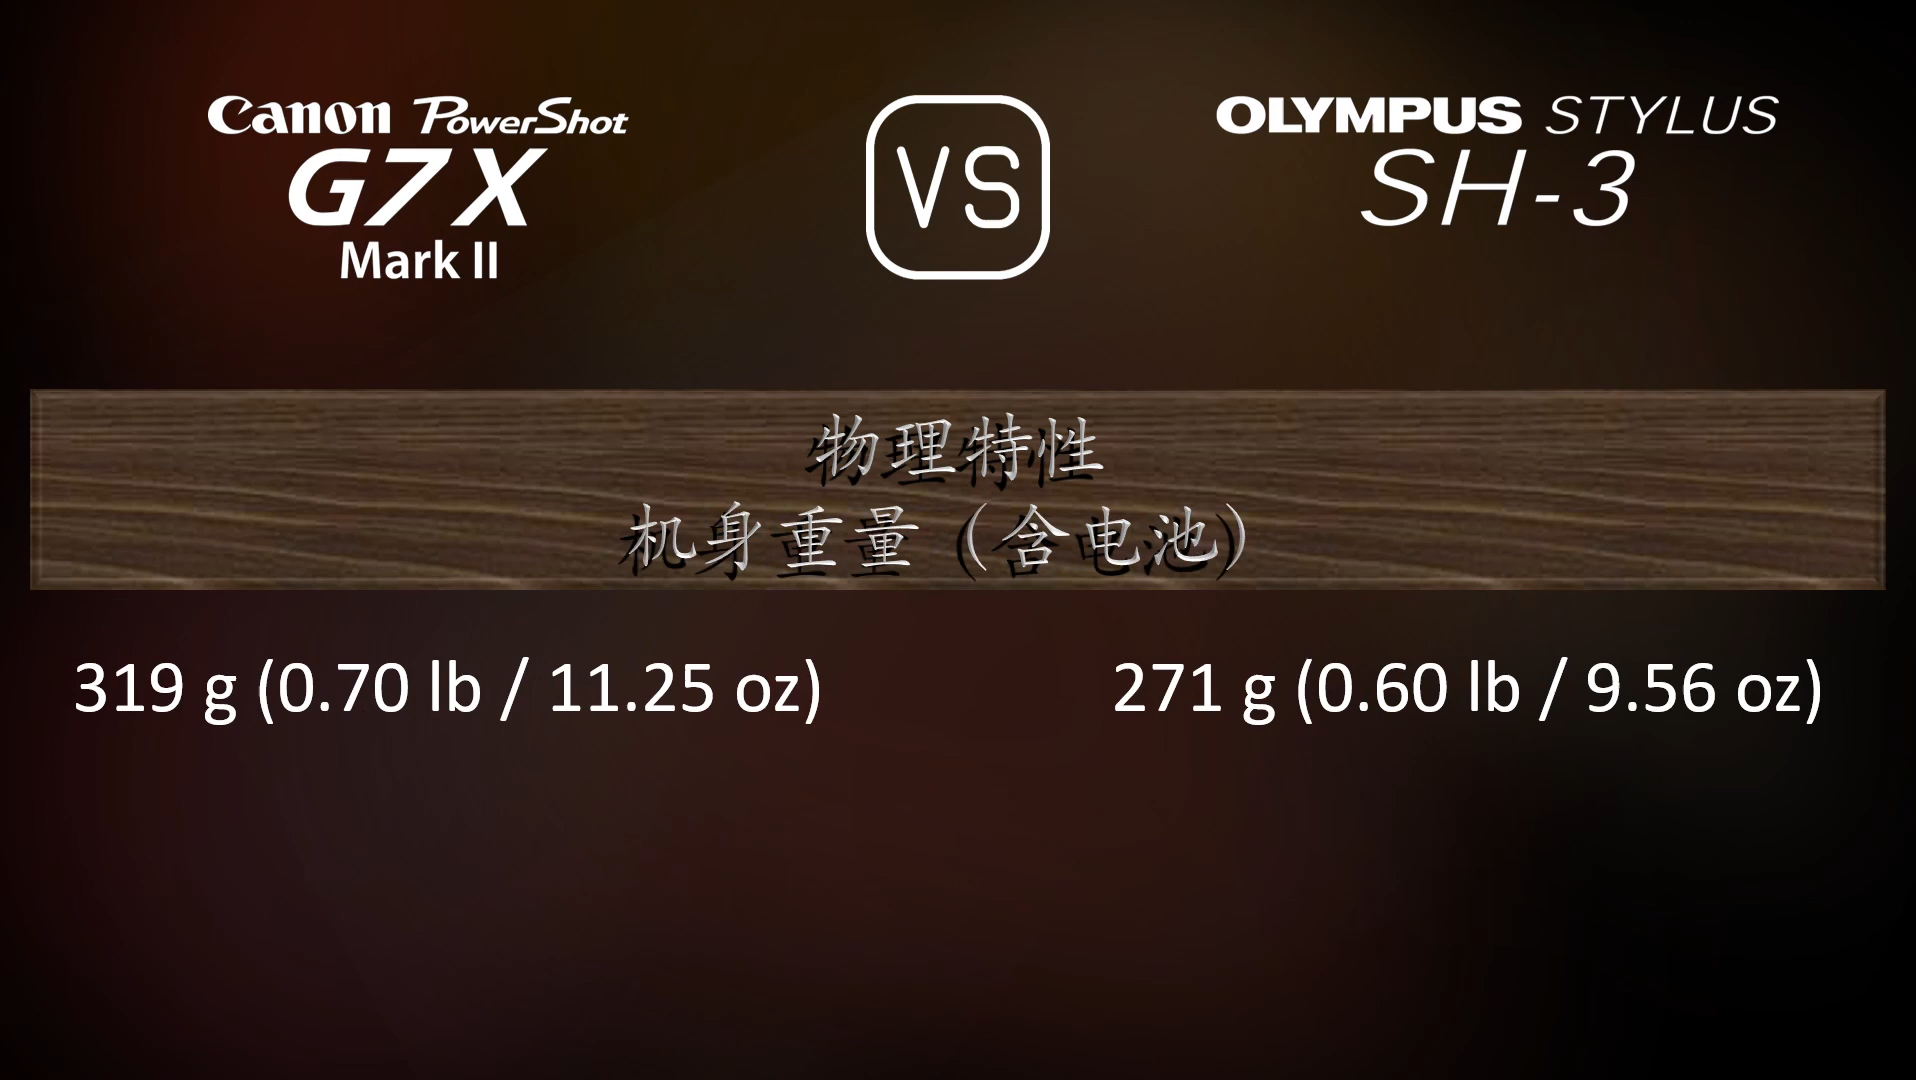 Canon PowerShot
G7 X
Mark II
VS
OLYMPUS STYLUS
SH-3
物理特性
机身重量（含电池）
319 g (0.70 lb / 11.25 oz)
271 g (0.60 lb / 9.56 oz)